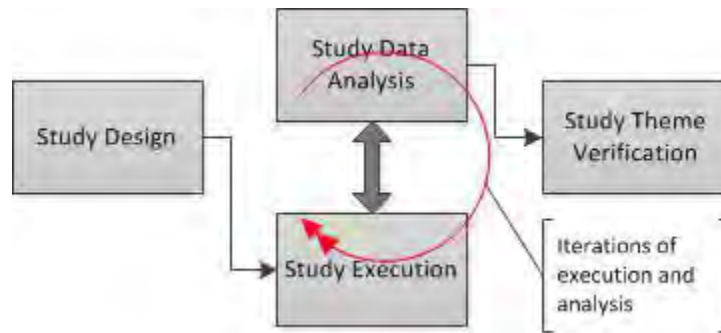 Study Design
Study Data
Analysis
Study Execution
Study Theme
Verification
Iterations of
execution and
analysis